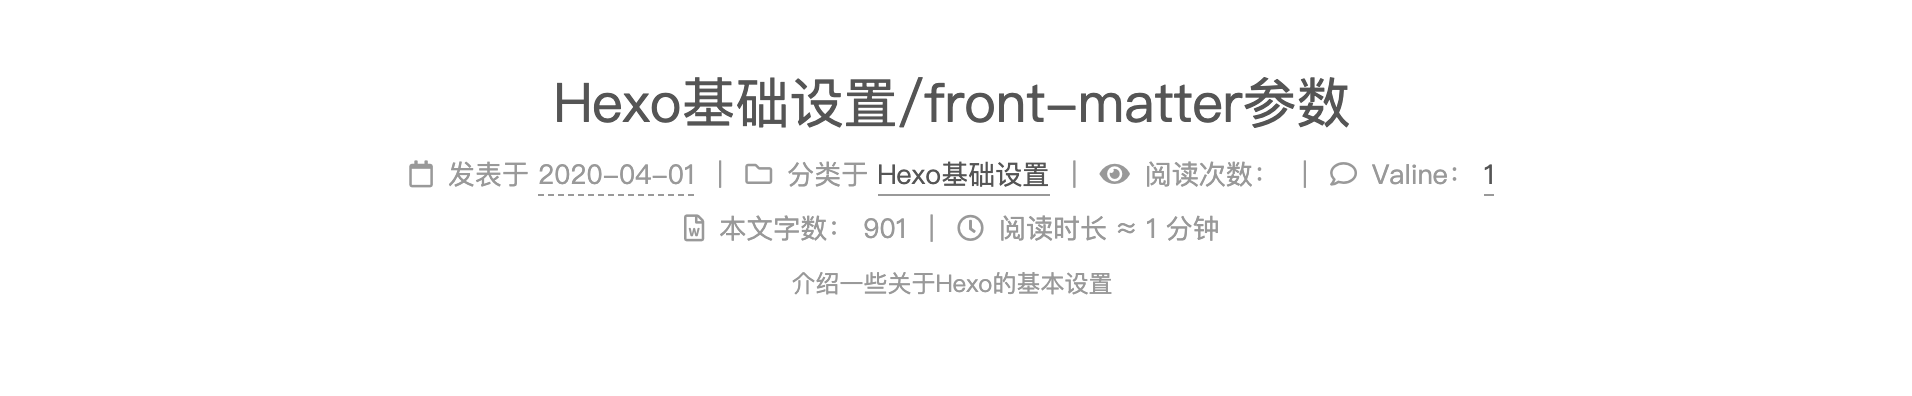 Hexo基础设置/front-matter参数
发表于 2020-04-01 | 分类于 Hexo基础设置 | 阅读次数： | Valine： 1
本文字数： 901 | 阅读时长 ≈ 1 分钟
介绍一些关于Hexo的基本设置